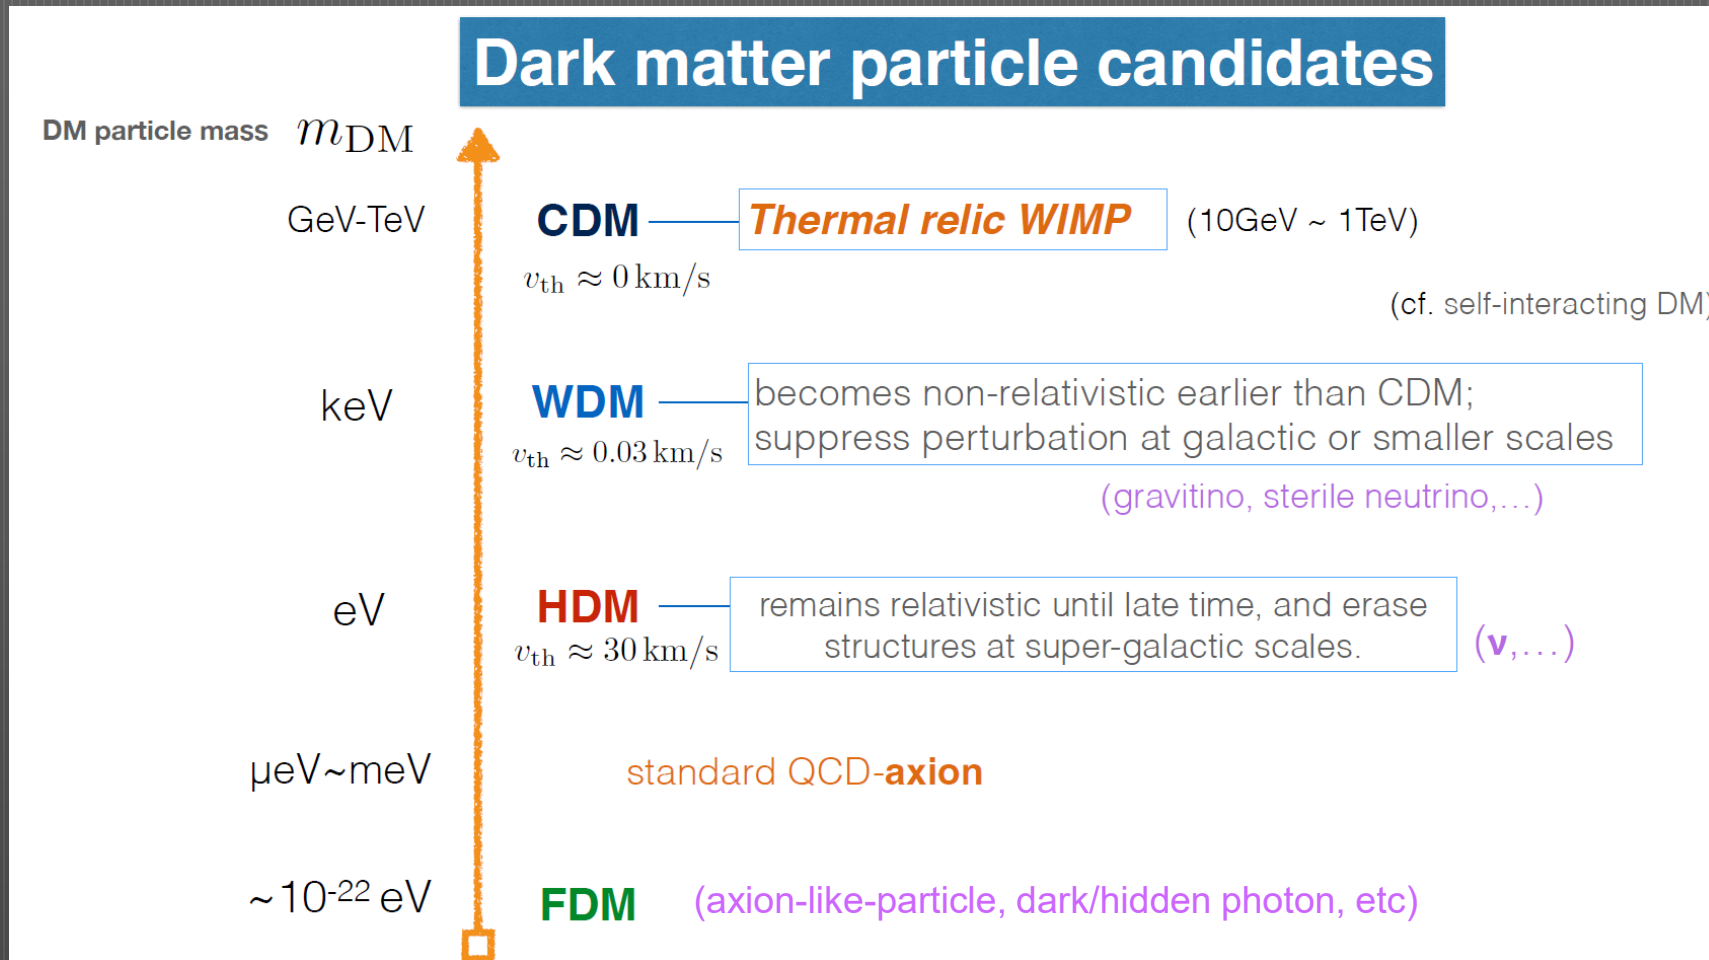 Dark matter particle candidates
DM particle mass m_DM
GeV-TeV CDM Thermal relic WIMP (10GeV ~ 1TeV)
v_th ≈ 0 km/s
(cf. self-interacting DM)
keV WDM becomes non-relativistic earlier than CDM;
suppress perturbation at galactic or smaller scales
v_th ≈ 0.03 km/s
(gravitino, sterile neutrino,...)
eV HDM remains relativistic until late time, and erase
structures at super-galactic scales.
v_th ≈ 30 km/s
(ν,...)
μeV~meV standard QCD-axion
~10⁻²² eV FDM (axion-like-particle, dark/hidden photon, etc)